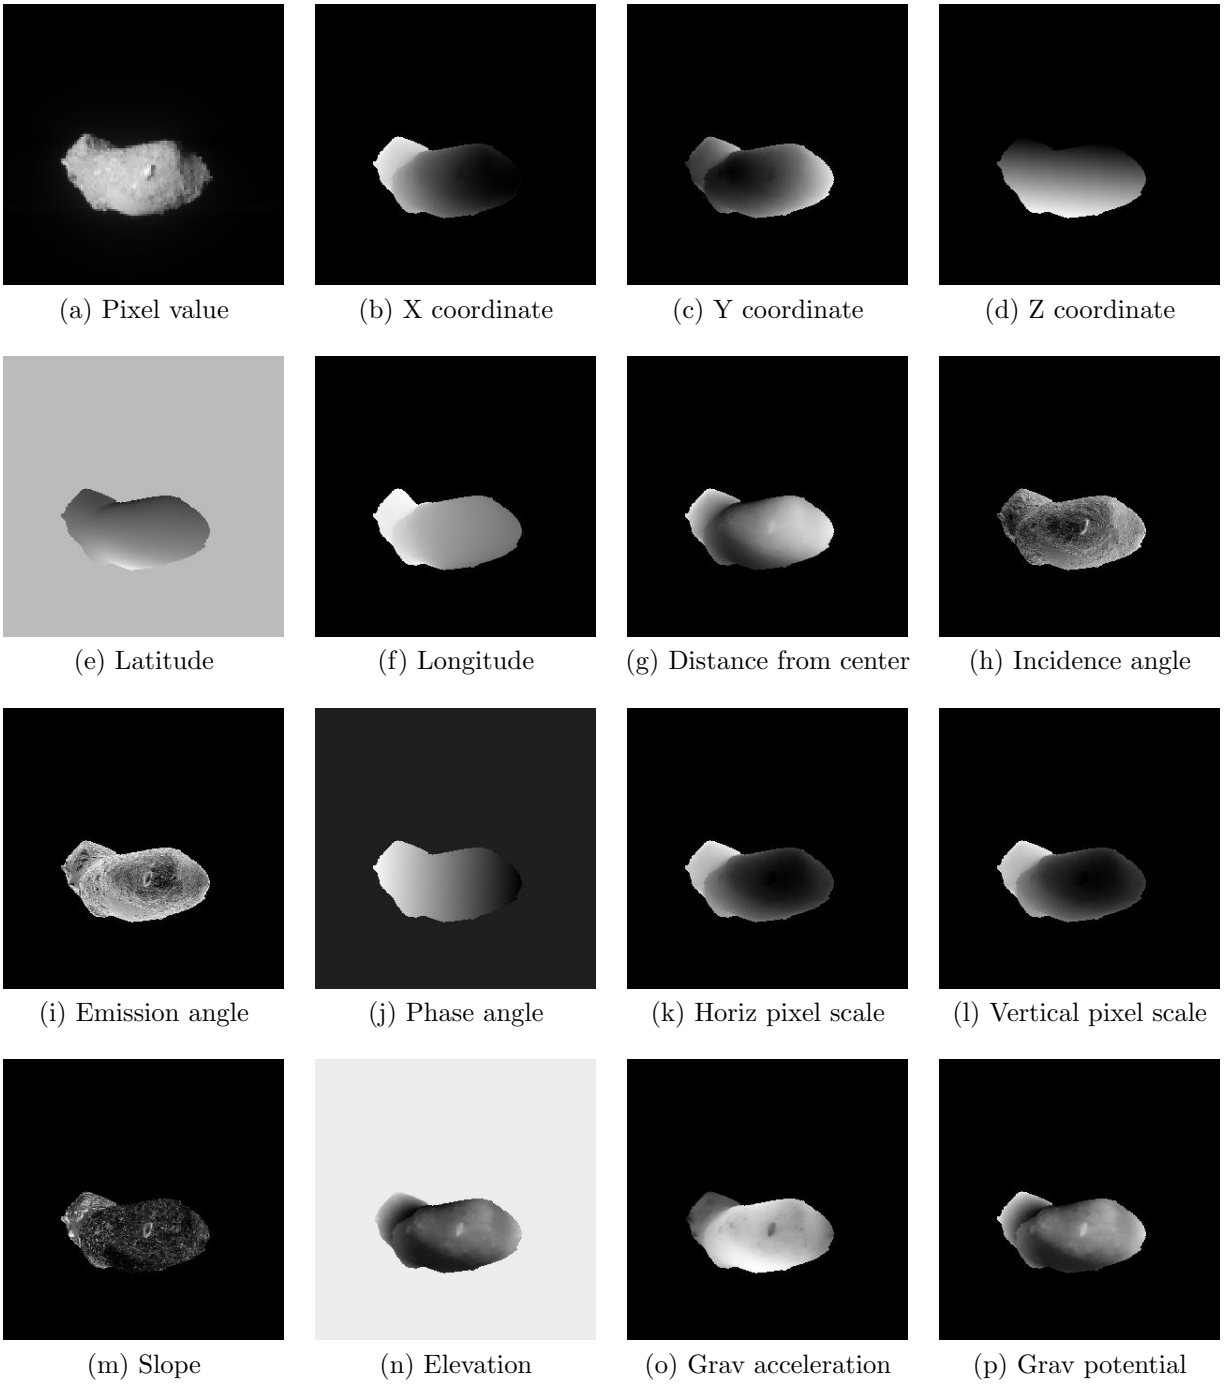 (a) Pixel value
(b) X coordinate
(c) Y coordinate
(d) Z coordinate
(e) Latitude
(f) Longitude
(g) Distance from center
(h) Incidence angle
(i) Emission angle
(j) Phase angle
(k) Horiz pixel scale
(l) Vertical pixel scale
(m) Slope
(n) Elevation
(o) Grav acceleration
(p) Grav potential